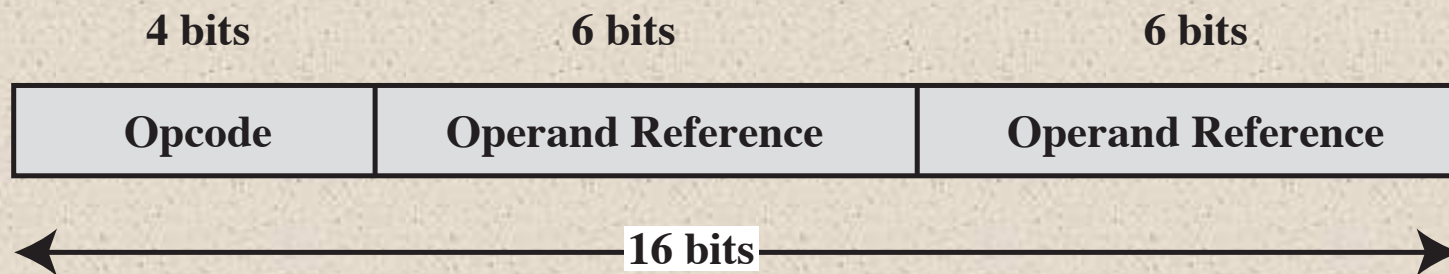 4 bits 6 bits 6 bits
Opcode Operand Reference Operand Reference
16 bits